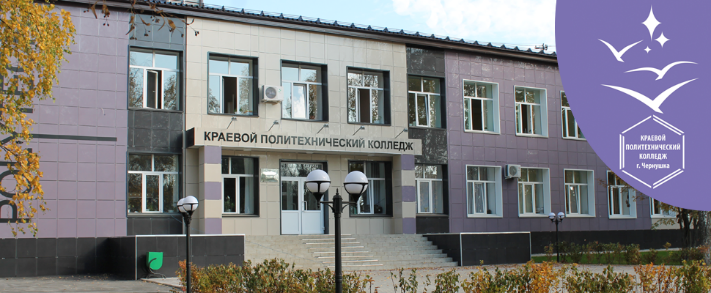 КРАЕВОЙ ПОЛИТЕХНИЧЕСКИЙ КОЛЛЕДЖ
КРАЕВОЙ
ПОЛИТЕХНИЧЕСКИЙ
КОЛЛЕДЖ
г. Чернушка